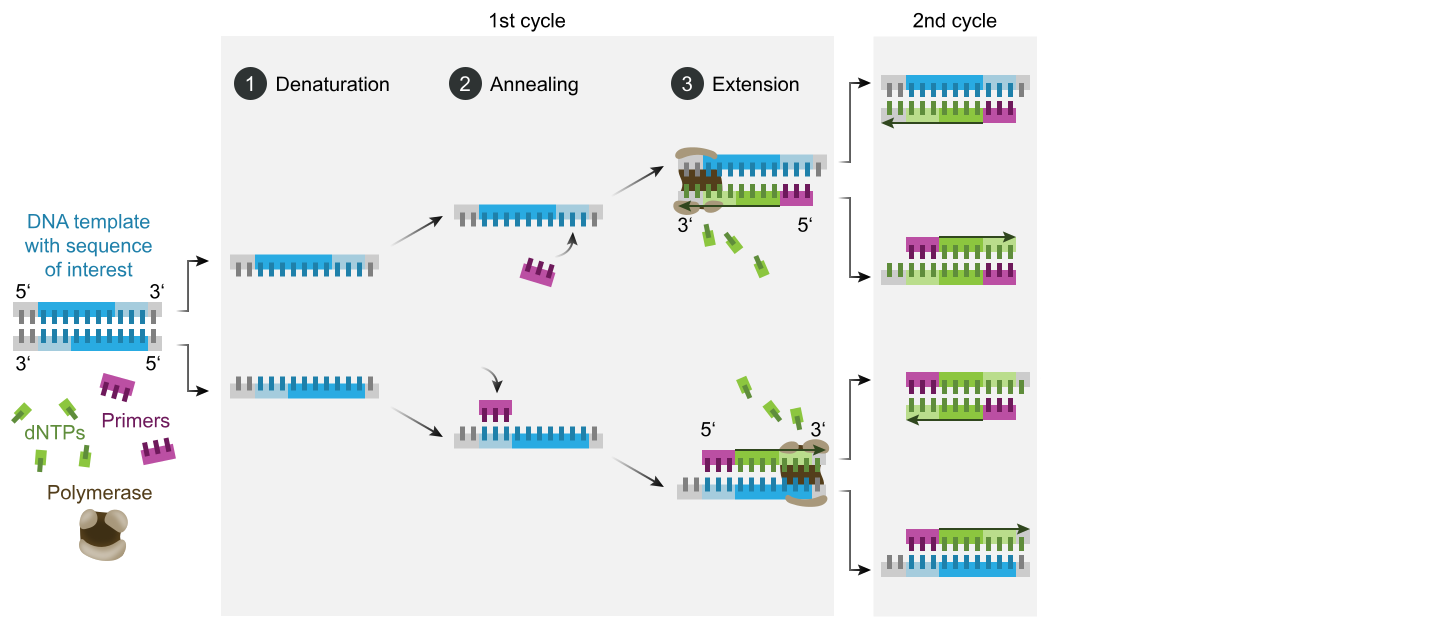 1st cycle
2nd cycle
1 Denaturation
2 Annealing
3 Extension
DNA template
with sequence
of interest
5‘ 3‘
3‘ 5‘
Primers
dNTPs
Polymerase
3‘ 5‘
5‘ 3‘